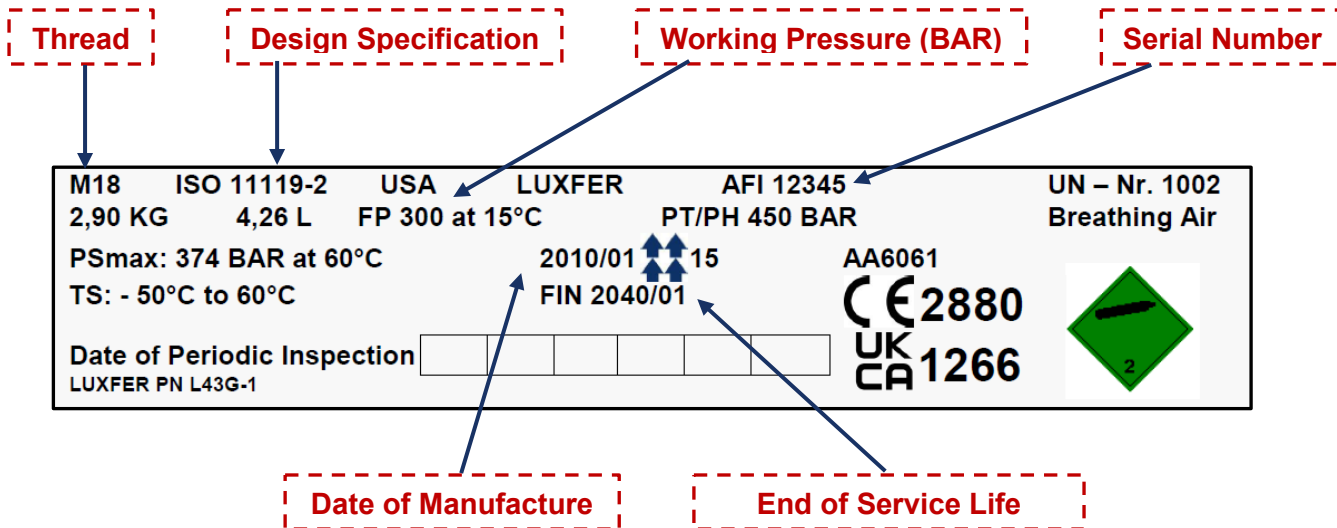 Thread Design Specification Working Pressure (BAR) Serial Number
M18 ISO 11119-2 USA LUXFER AFI 12345 UN – Nr. 1002
2,90 KG 4,26 L FP 300 at 15°C PT/PH 450 BAR Breathing Air
PSmax: 374 BAR at 60°C 2010/01 15 AA6061
TS: - 50°C to 60°C FIN 2040/01 CE 2880
Date of Periodic Inspection UK CA 1266
LUXFER PN L43G-1 2
Date of Manufacture End of Service Life